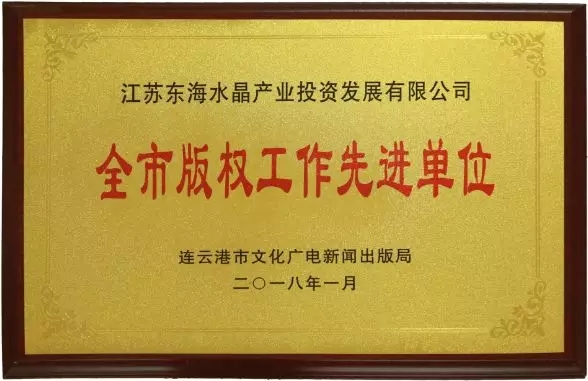 江苏东海水晶产业投资发展有限公司
全市版权工作先进单位
连云港市文化广电新闻出版局
二〇一八年一月